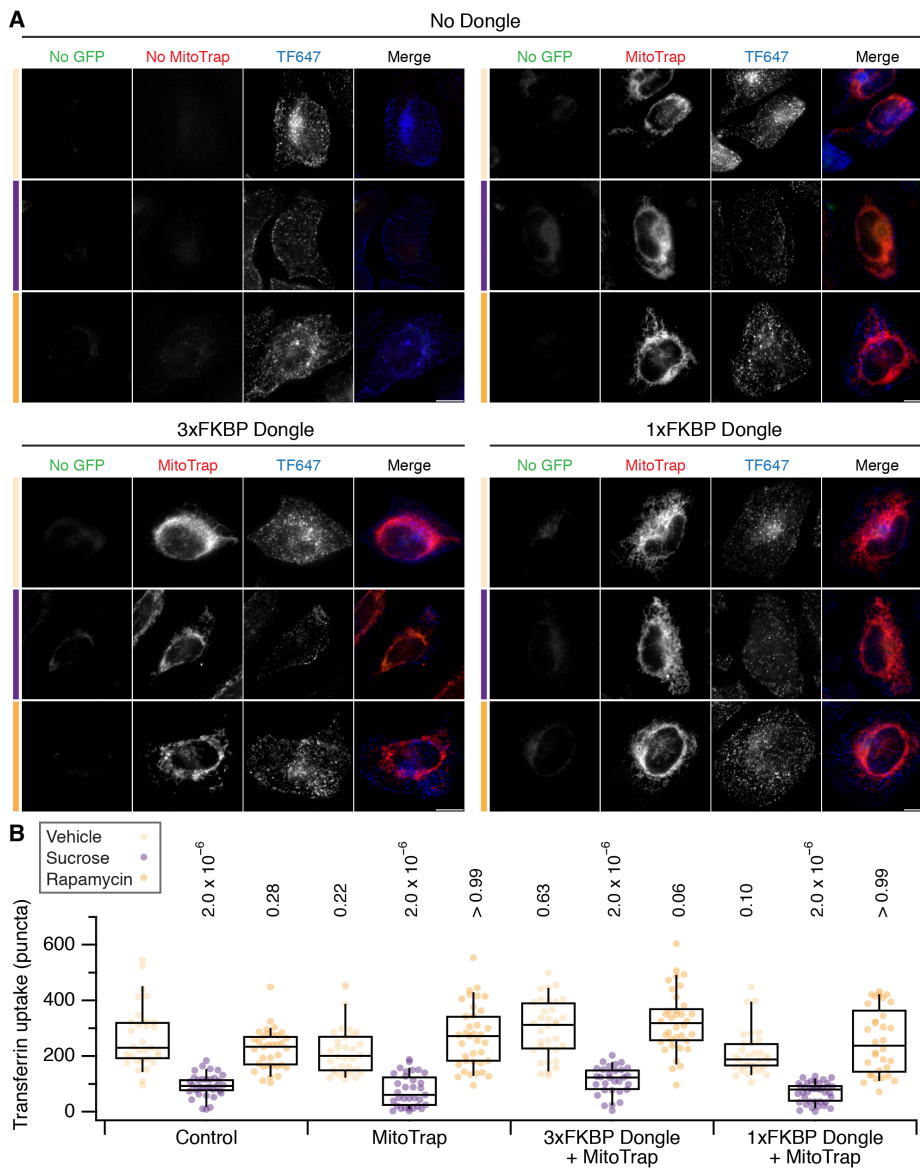 A
No Dongle
No GFP No MitoTrap TF647 Merge No GFP MitoTrap TF647 Merge
3xFKBP Dongle 1xFKBP Dongle
No GFP MitoTrap TF647 Merge No GFP MitoTrap TF647 Merge
B
Vehicle
Sucrose
Rapamycin
2.0 x 10⁻⁶
0.28
0.22
2.0 x 10⁻⁶
> 0.99
0.63
2.0 x 10⁻⁶
0.06
0.10
2.0 x 10⁻⁶
> 0.99
Transferrin uptake (puncta)
600
400
200
0
Control MitoTrap 3xFKBP Dongle 1xFKBP Dongle
+ MitoTrap + MitoTrap